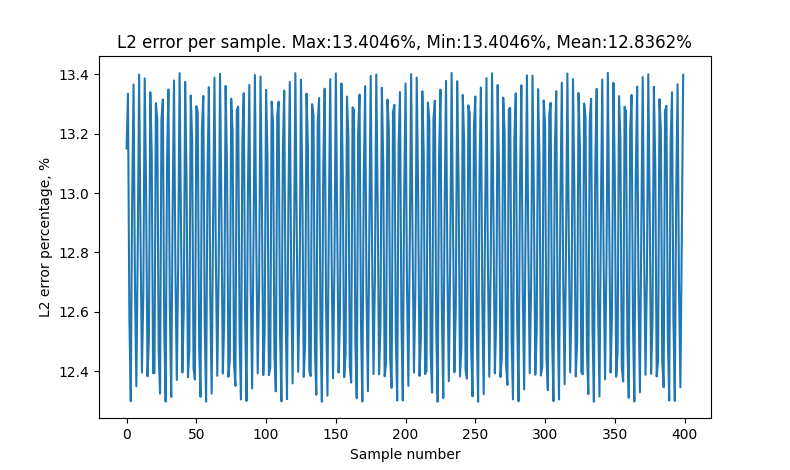 L2 error per sample. Max:13.4046%, Min:13.4046%, Mean:12.8362%
13.4
13.2
13.0
12.8
12.6
12.4
L2 error percentage, %
0 50 100 150 200 250 300 350 400
Sample number